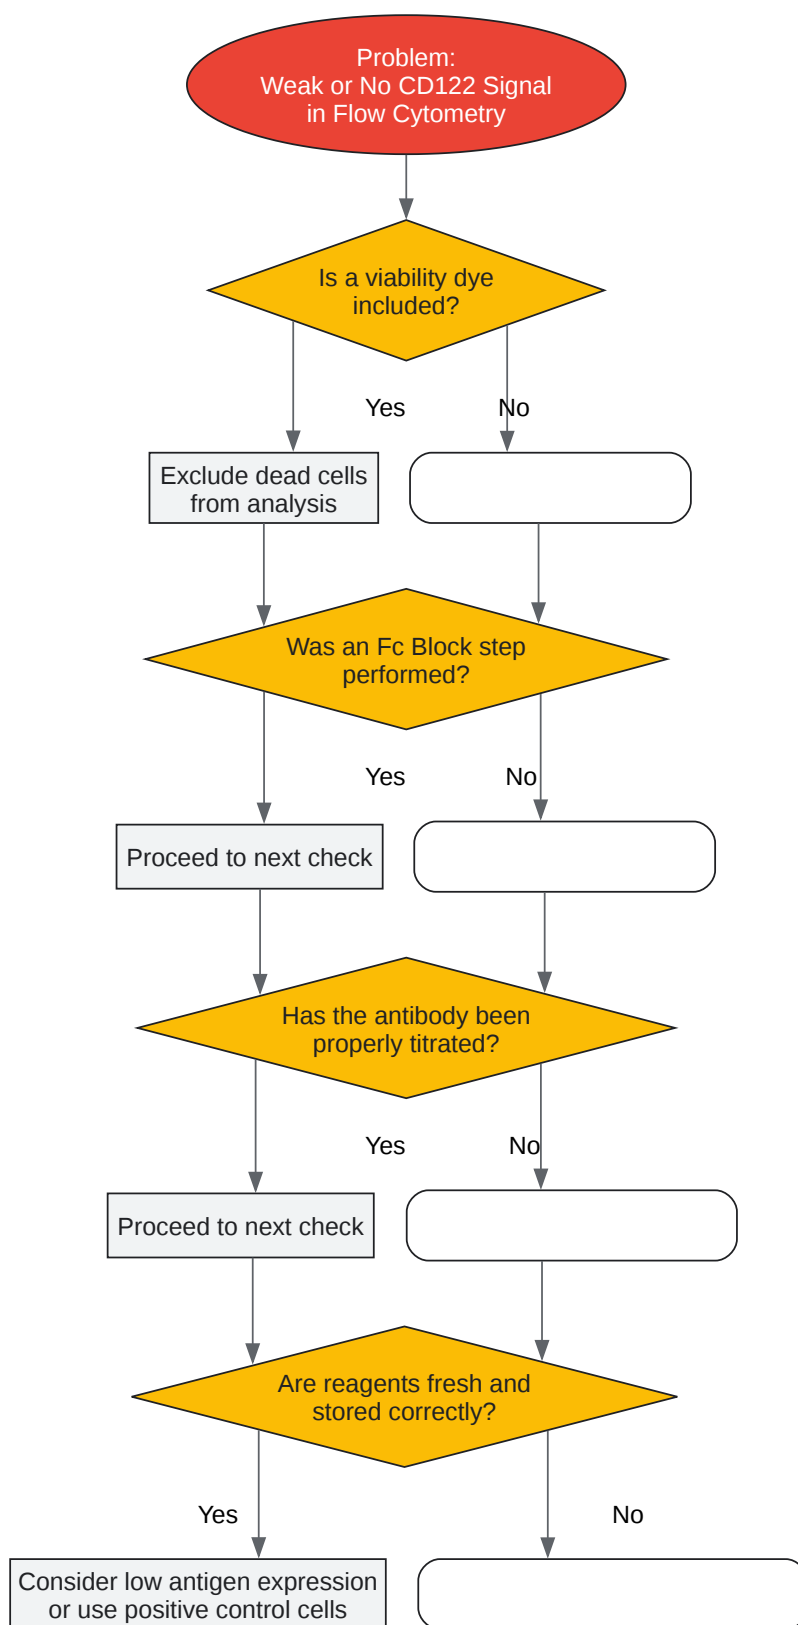 Problem:
Weak or No CD122 Signal
in Flow Cytometry
Is a viability dye
included?
Yes
No
Exclude dead cells
from analysis
Was an Fc Block step
performed?
Yes
No
Proceed to next check
Has the antibody been
properly titrated?
Yes
No
Proceed to next check
Are reagents fresh and
stored correctly?
Yes
No
Consider low antigen expression
or use positive control cells